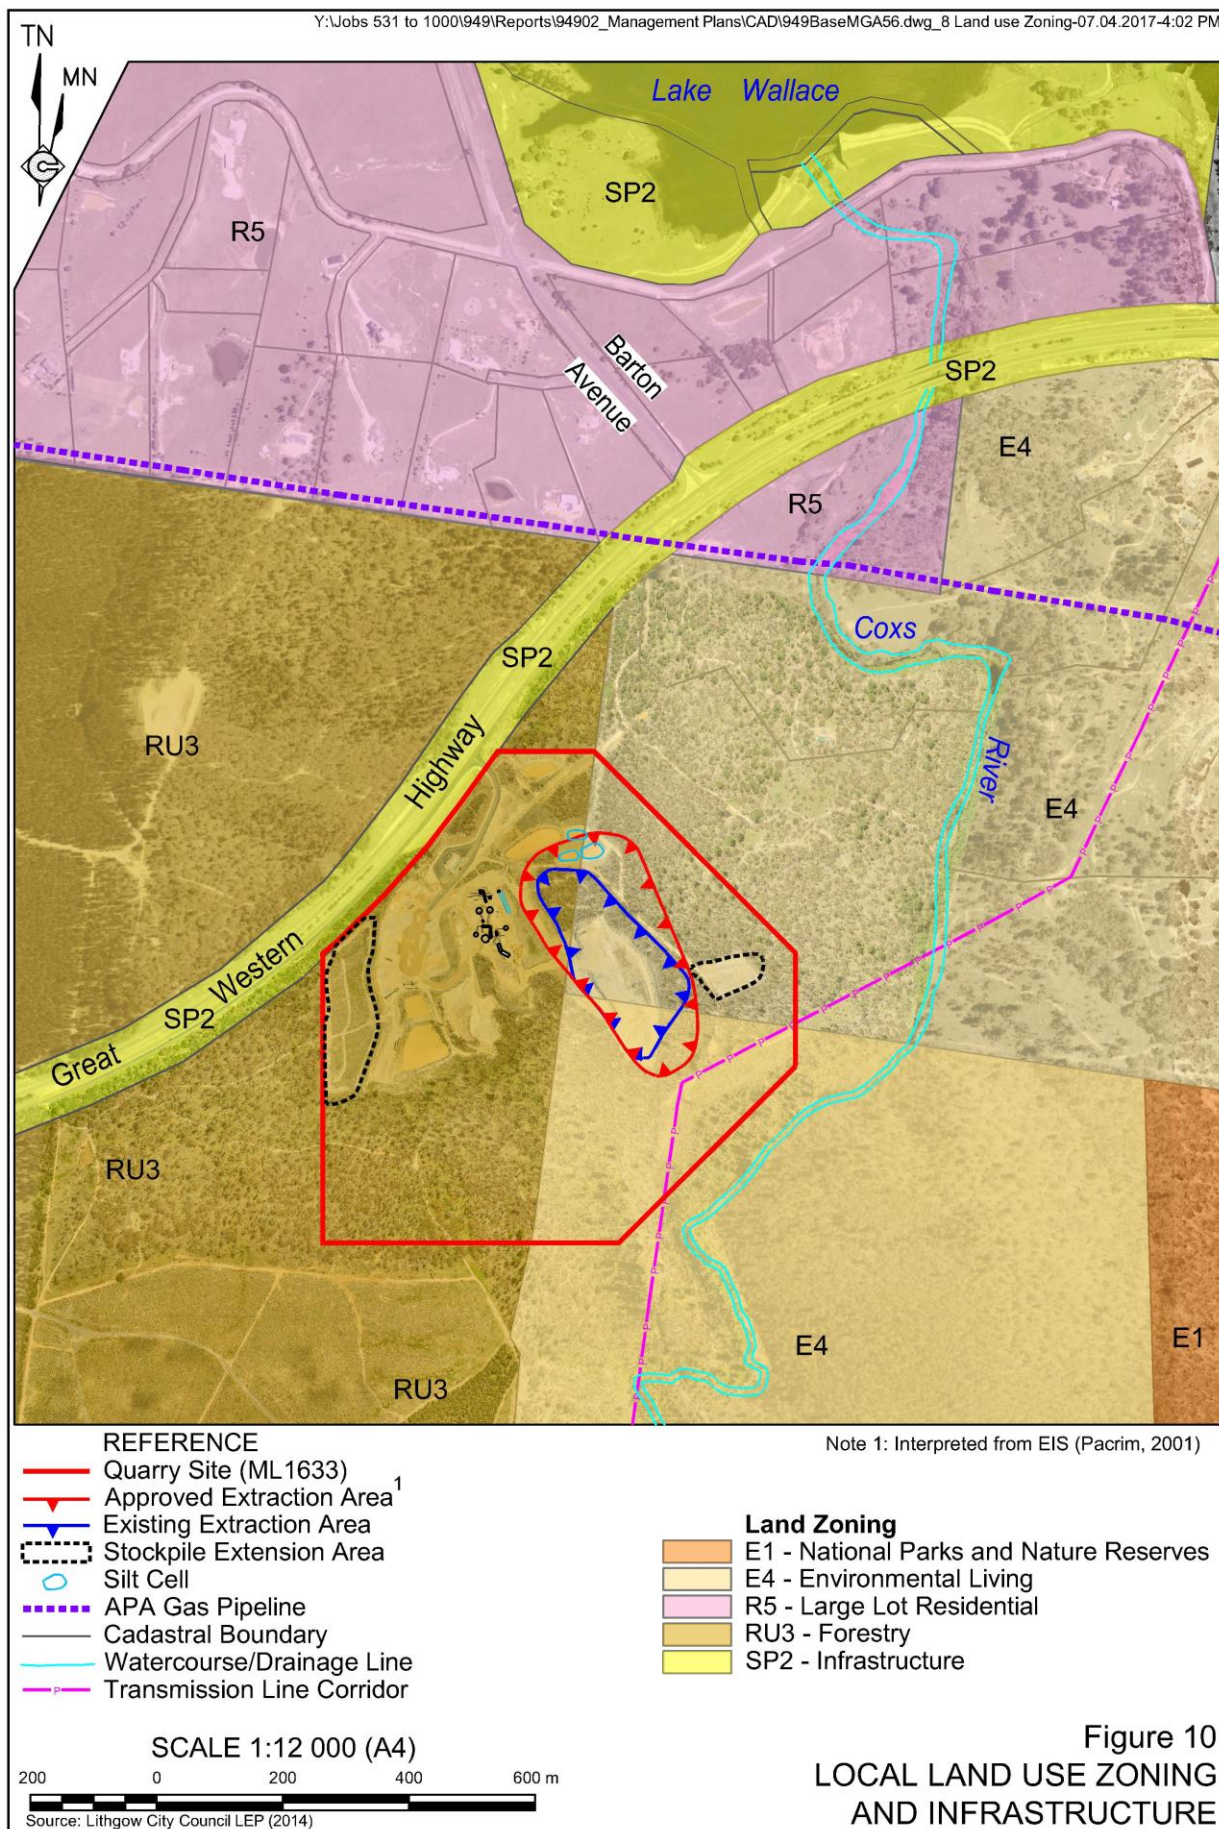 Y:\Jobs 531 to 1000\949\Reports\94902_Management Plans\CAD\949BaseMGA56.dwg_8 Land use Zoning-07.04.2017-4:02 PM
TN
MN
Lake Wallace
SP2
R5
Barton
Avenue
SP2
E4
R5
Coxs
SP2
River
RU3
Highway
E4
Western
SP2
Great
RU3
E4
E1
RU3
P
REFERENCE
Quarry Site (ML1633)
Approved Extraction Area1
Existing Extraction Area
Stockpile Extension Area
Silt Cell
APA Gas Pipeline
Cadastral Boundary
Watercourse/Drainage Line
P
Transmission Line Corridor
Note 1: Interpreted from EIS (Pacrim, 2001)
Land Zoning
E1 - National Parks and Nature Reserves
E4 - Environmental Living
R5 - Large Lot Residential
RU3 - Forestry
SP2 - Infrastructure
SCALE 1:12 000 (A4)
200 0 200 400 600 m
Source: Lithgow City Council LEP (2014)
Figure 10
LOCAL LAND USE ZONING
AND INFRASTRUCTURE